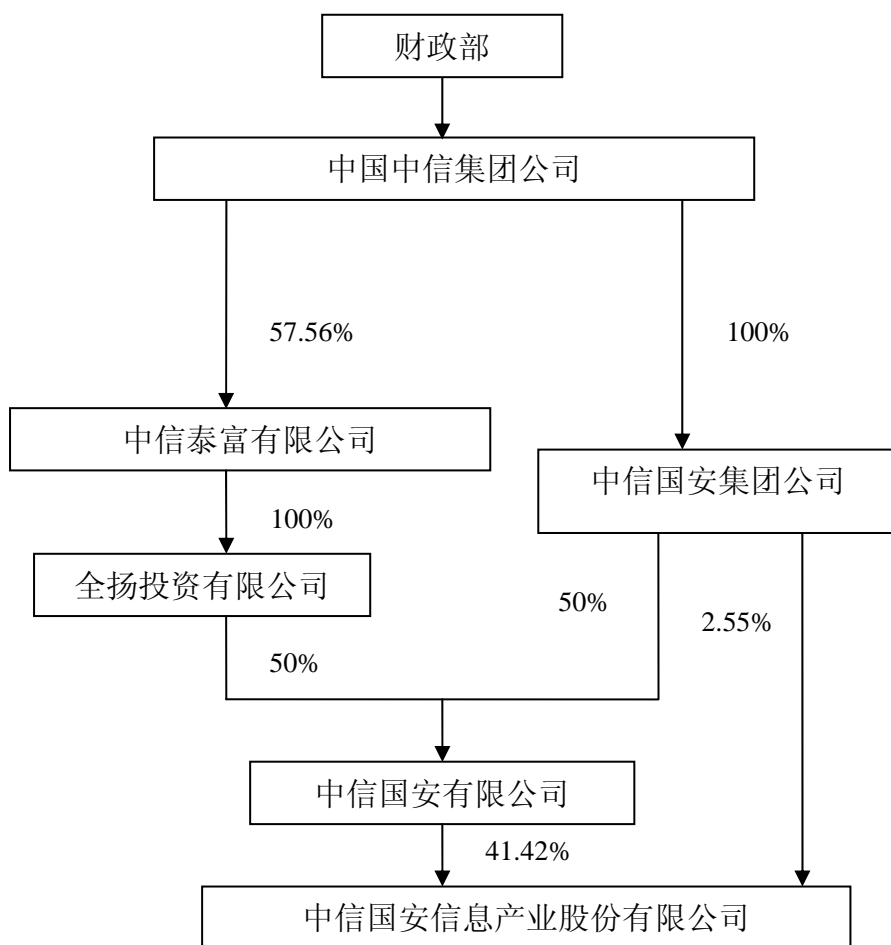 财政部
中国中信集团公司
57.56%
100%
中信泰富有限公司
中信国安集团公司
100%
全扬投资有限公司
50%
2.55%
50%
中信国安有限公司
41.42%
中信国安信息产业股份有限公司